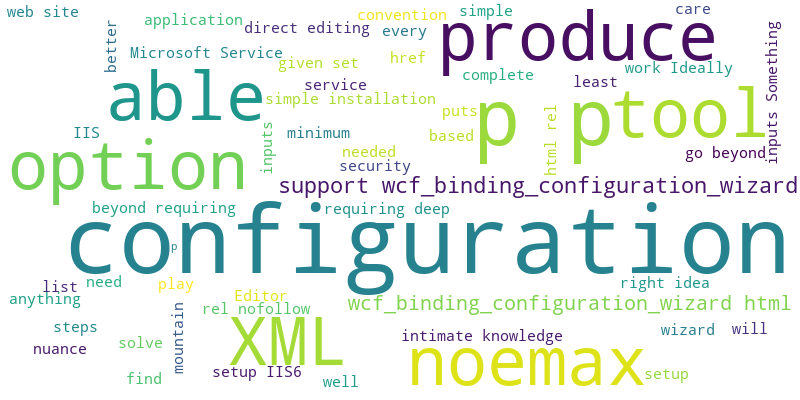 web site
application
convention
simple
care
better
direct editing
every
produce
Microsoft Service
given set
href
work Ideally
inputs Something
complete
able
service
least
simple installation
puts
p
p
tool
html rel
IIS
inputs
minimum
based
option
needed
security
go beyond
support wcf_binding_configuration_wizard
beyond requiring
requiring deep
configuration
p
list
need
play
right idea
anything
Editor
rel nofollow
wcf_binding_configuration_wizard html
mountain
steps
XML
intimate knowledge
wizard
will
nuance
solve
noemax
find
setup IIS6
well
setup